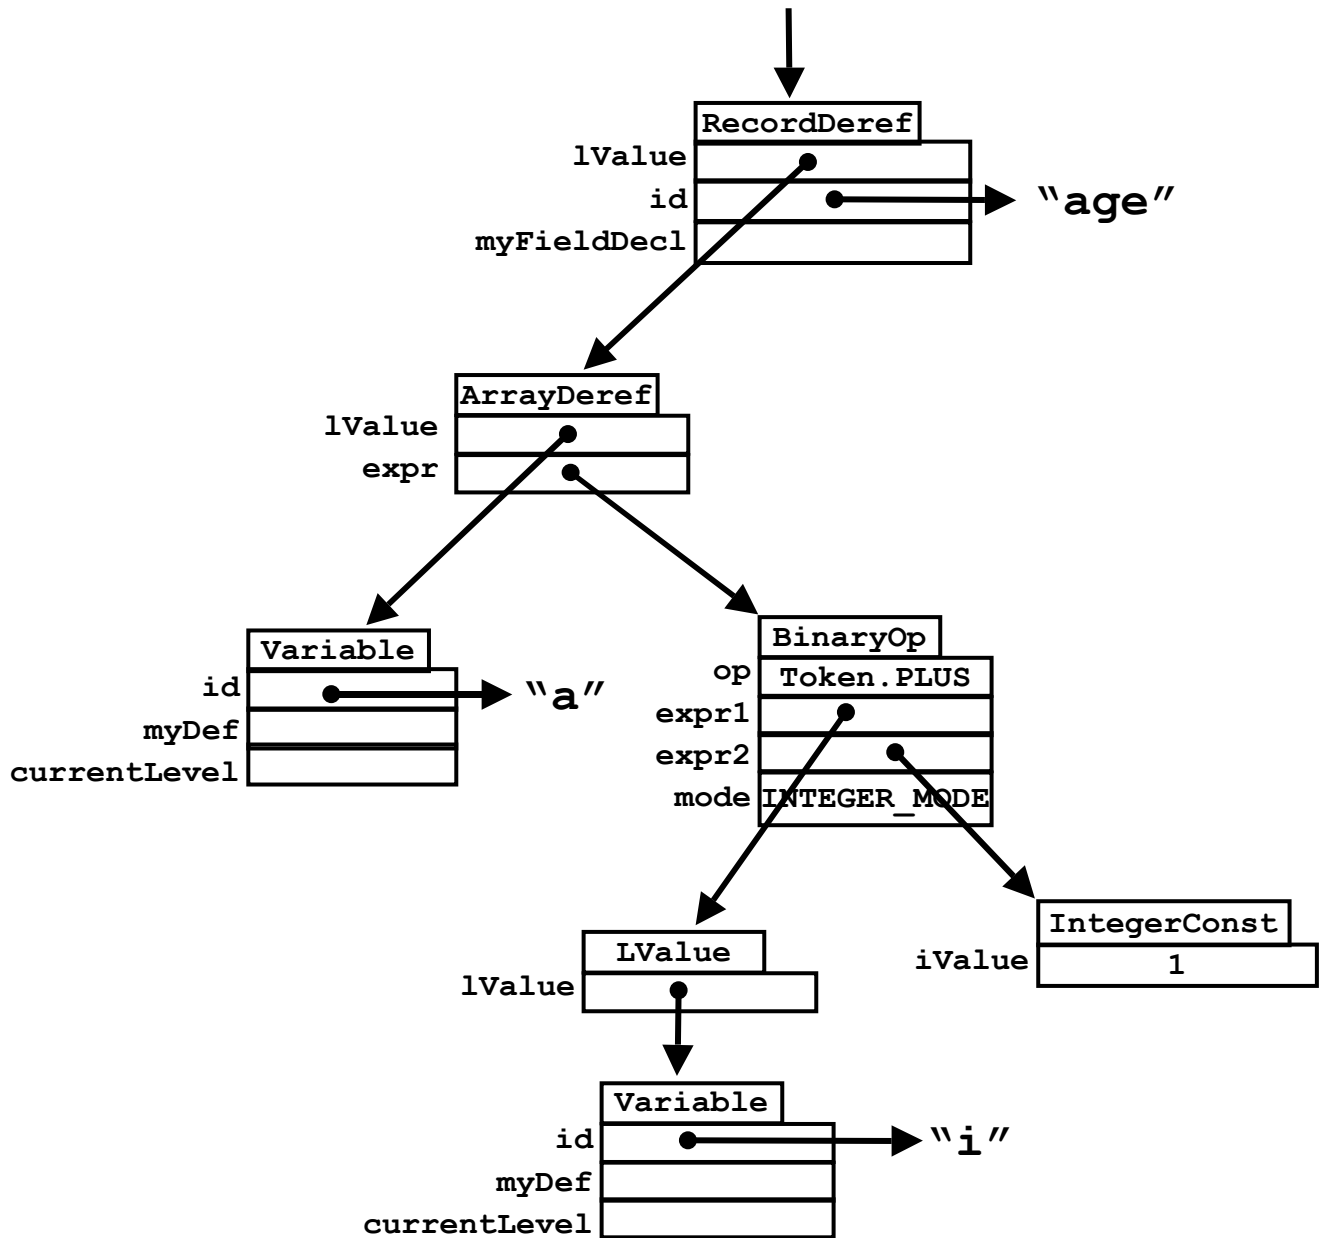 RecordDeref
lValue
id “age”
myFieldDecl
ArrayDeref
lValue
expr
Variable
id “a”
myDef
currentLevel
BinaryOp
op Token.PLUS
expr1
expr2
mode INTEGER_MODE
LValue
lValue
IntegerConst
iValue 1
Variable
id “i”
myDef
currentLevel